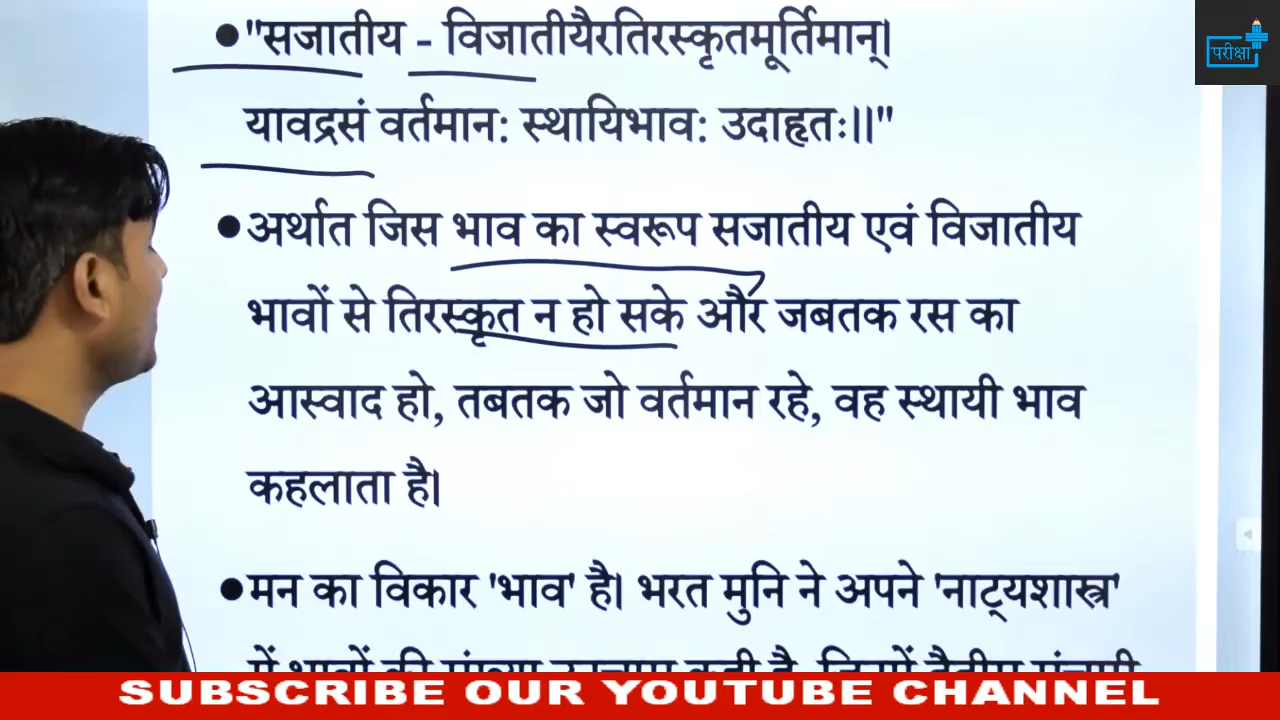 •"सजातीय - विजातीयैरतिरस्कृतमूर्तिमान्।
यावद्रसं वर्तमान: स्थायिभाव: उदाहृतः॥"
•अर्थात जिस भाव का स्वरूप सजातीय एवं विजातीय
भावों से तिरस्कृत न हो सके और जबतक रस का
आस्वाद हो, तबतक जो वर्तमान रहे, वह स्थायी भाव
कहलाता है।
•मन का विकार 'भाव' है। भरत मुनि ने अपने 'नाट्यशास्त्र'
परीक्षा
SUBSCRIBE OUR YOUTUBE CHANNEL